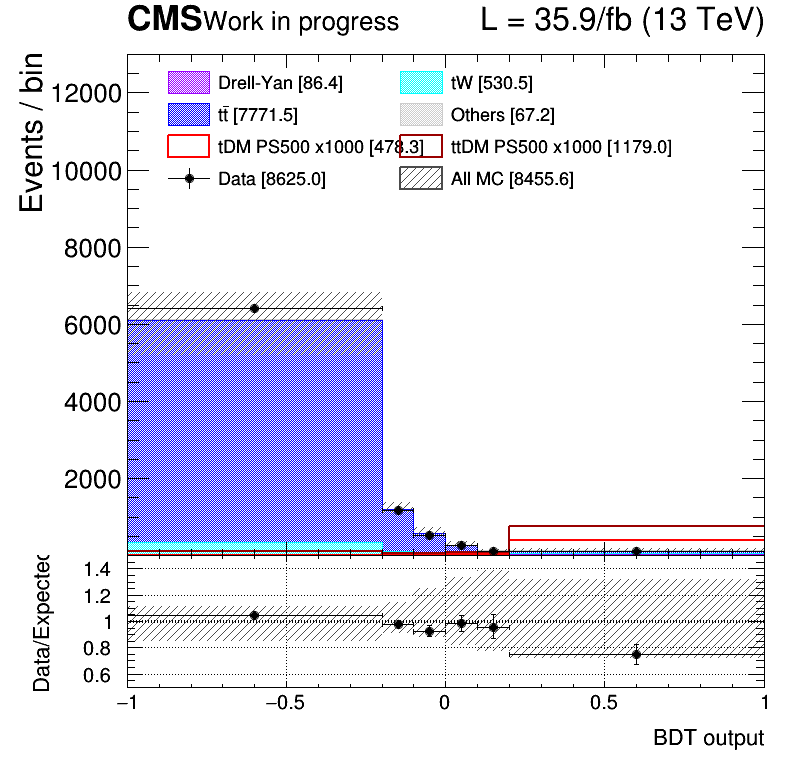 CMS Work in progress L = 35.9/fb (13 TeV)
Events / bin
12000
10000
8000
6000
4000
2000
Drell-Yan [86.4] tW [530.5]
tt̄ [7771.5] Others [67.2]
tDM PS500 x1000 [478.3] ttDM PS500 x1000 [1179.0]
Data [8625.0] All MC [8455.6]
Data/Expected
1.4
1.2
1
0.8
0.6
−1 −0.5 0 0.5 1
BDT output